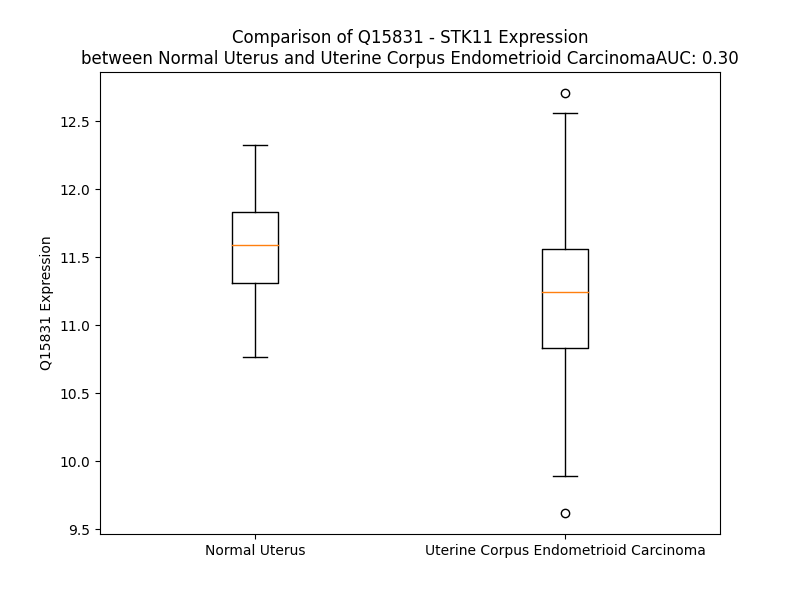 Comparison of Q15831 - STK11 Expression
between Normal Uterus and Uterine Corpus Endometrioid CarcinomaAUC: 0.30
Q15831 Expression
12.5
12.0
11.5
11.0
10.5
10.0
9.5
Normal Uterus
Uterine Corpus Endometrioid Carcinoma